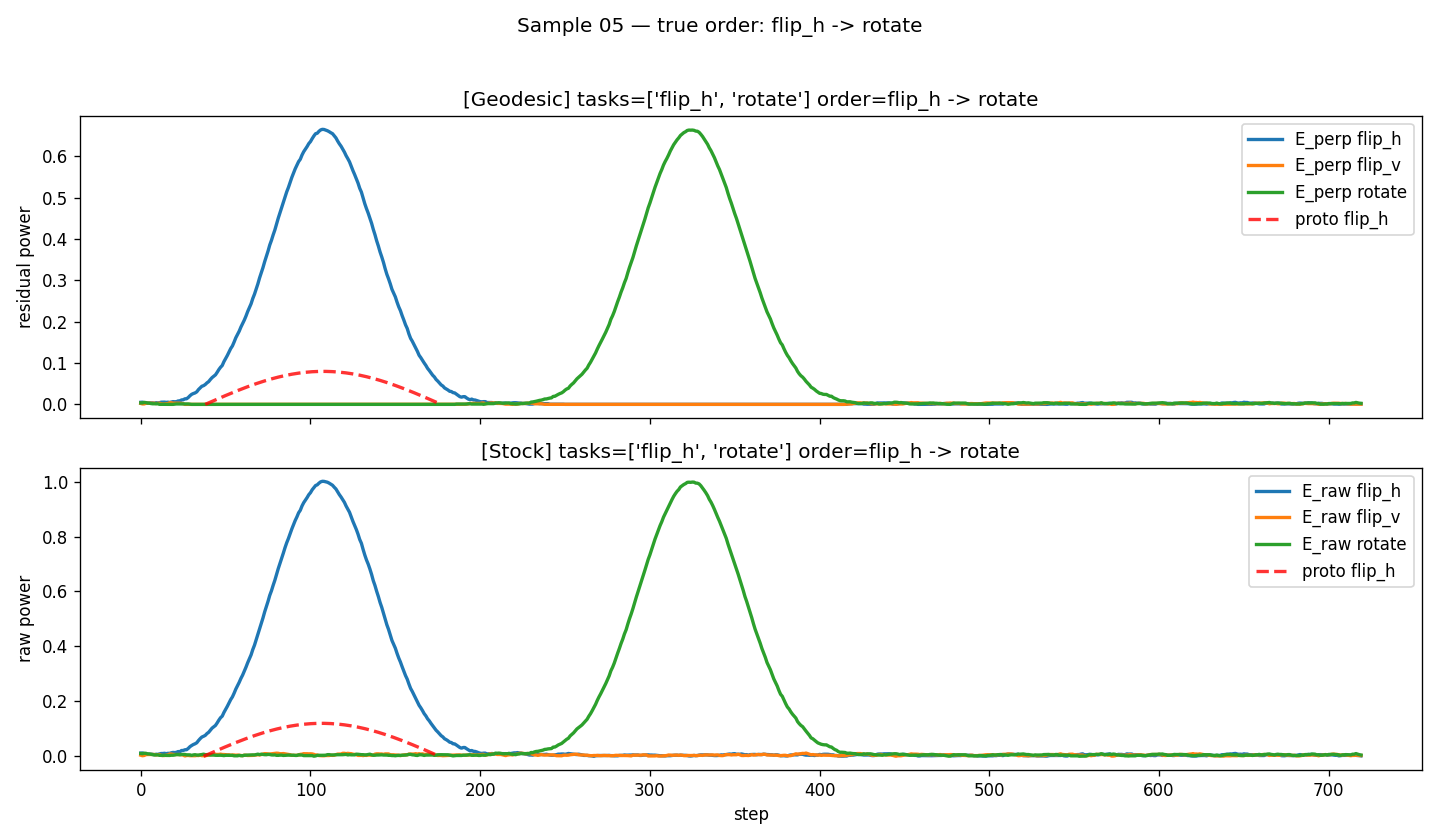 Sample 05 — true order: flip_h -> rotate
[Geodesic] tasks=['flip_h', 'rotate'] order=flip_h -> rotate
residual power
0.6
0.5
0.4
0.3
0.2
0.1
0.0
E_perp flip_h
E_perp flip_v
E_perp rotate
proto flip_h
[Stock] tasks=['flip_h', 'rotate'] order=flip_h -> rotate
raw power
1.0
0.8
0.6
0.4
0.2
0.0
E_raw flip_h
E_raw flip_v
E_raw rotate
proto flip_h
0 100 200 300 400 500 600 700
step